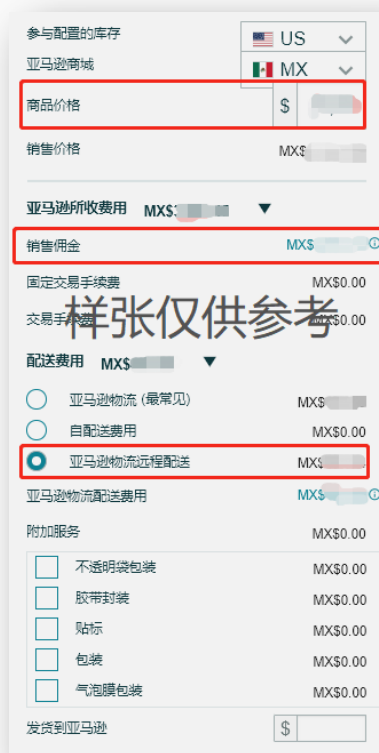 参与配置的库存 US
亚马逊商城 MX
商品价格 $
销售价格 MX$
亚马逊所收费用 MX$
销售佣金 MX$
固定交易手续费 MX$0.00
交易手续费 MX$0.00
样张仅供参考
配送费用 MX$
亚马逊物流 (最常见) MX$
自配送费用 MX$0.00
亚马逊物流远程配送 MX$
亚马逊物流配送费用 MX$
附加服务 MX$0.00
不透明袋包装 MX$0.00
胶带封装 MX$0.00
贴标 MX$0.00
包装 MX$0.00
气泡膜包装 MX$0.00
发货到亚马逊 $